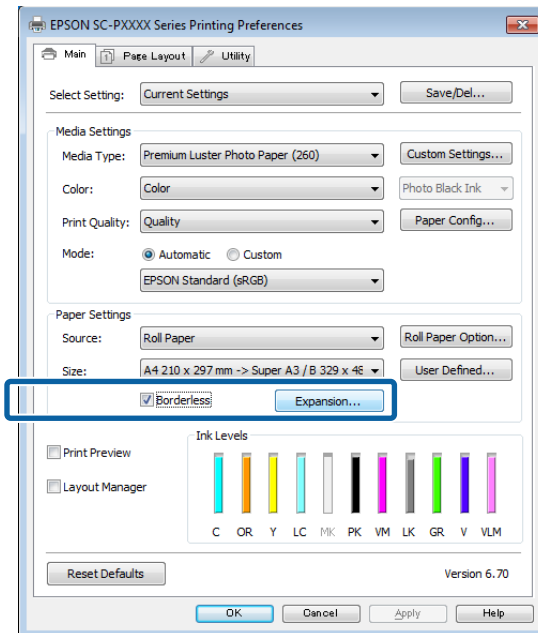 EPSON SC-PXXXX Series Printing Preferences
Main Page Layout Utility
Select Setting: Current Settings Save/Del...
Media Settings
Media Type: Premium Luster Photo Paper (260) Custom Settings...
Color: Color Photo Black Ink
Print Quality: Quality Paper Config...
Mode: Automatic Custom
EPSON Standard (sRGB)
Paper Settings
Source: Roll Paper Roll Paper Option...
Size: A4 210 x 297 mm -> Super A3 / B 329 x 48 User Defined...
Borderless Expansion...
Ink Levels
Print Preview
Layout Manager
C OR Y LC MK PK VM LK GR V VLM
Reset Defaults Version 6.70
OK Cancel Apply Help